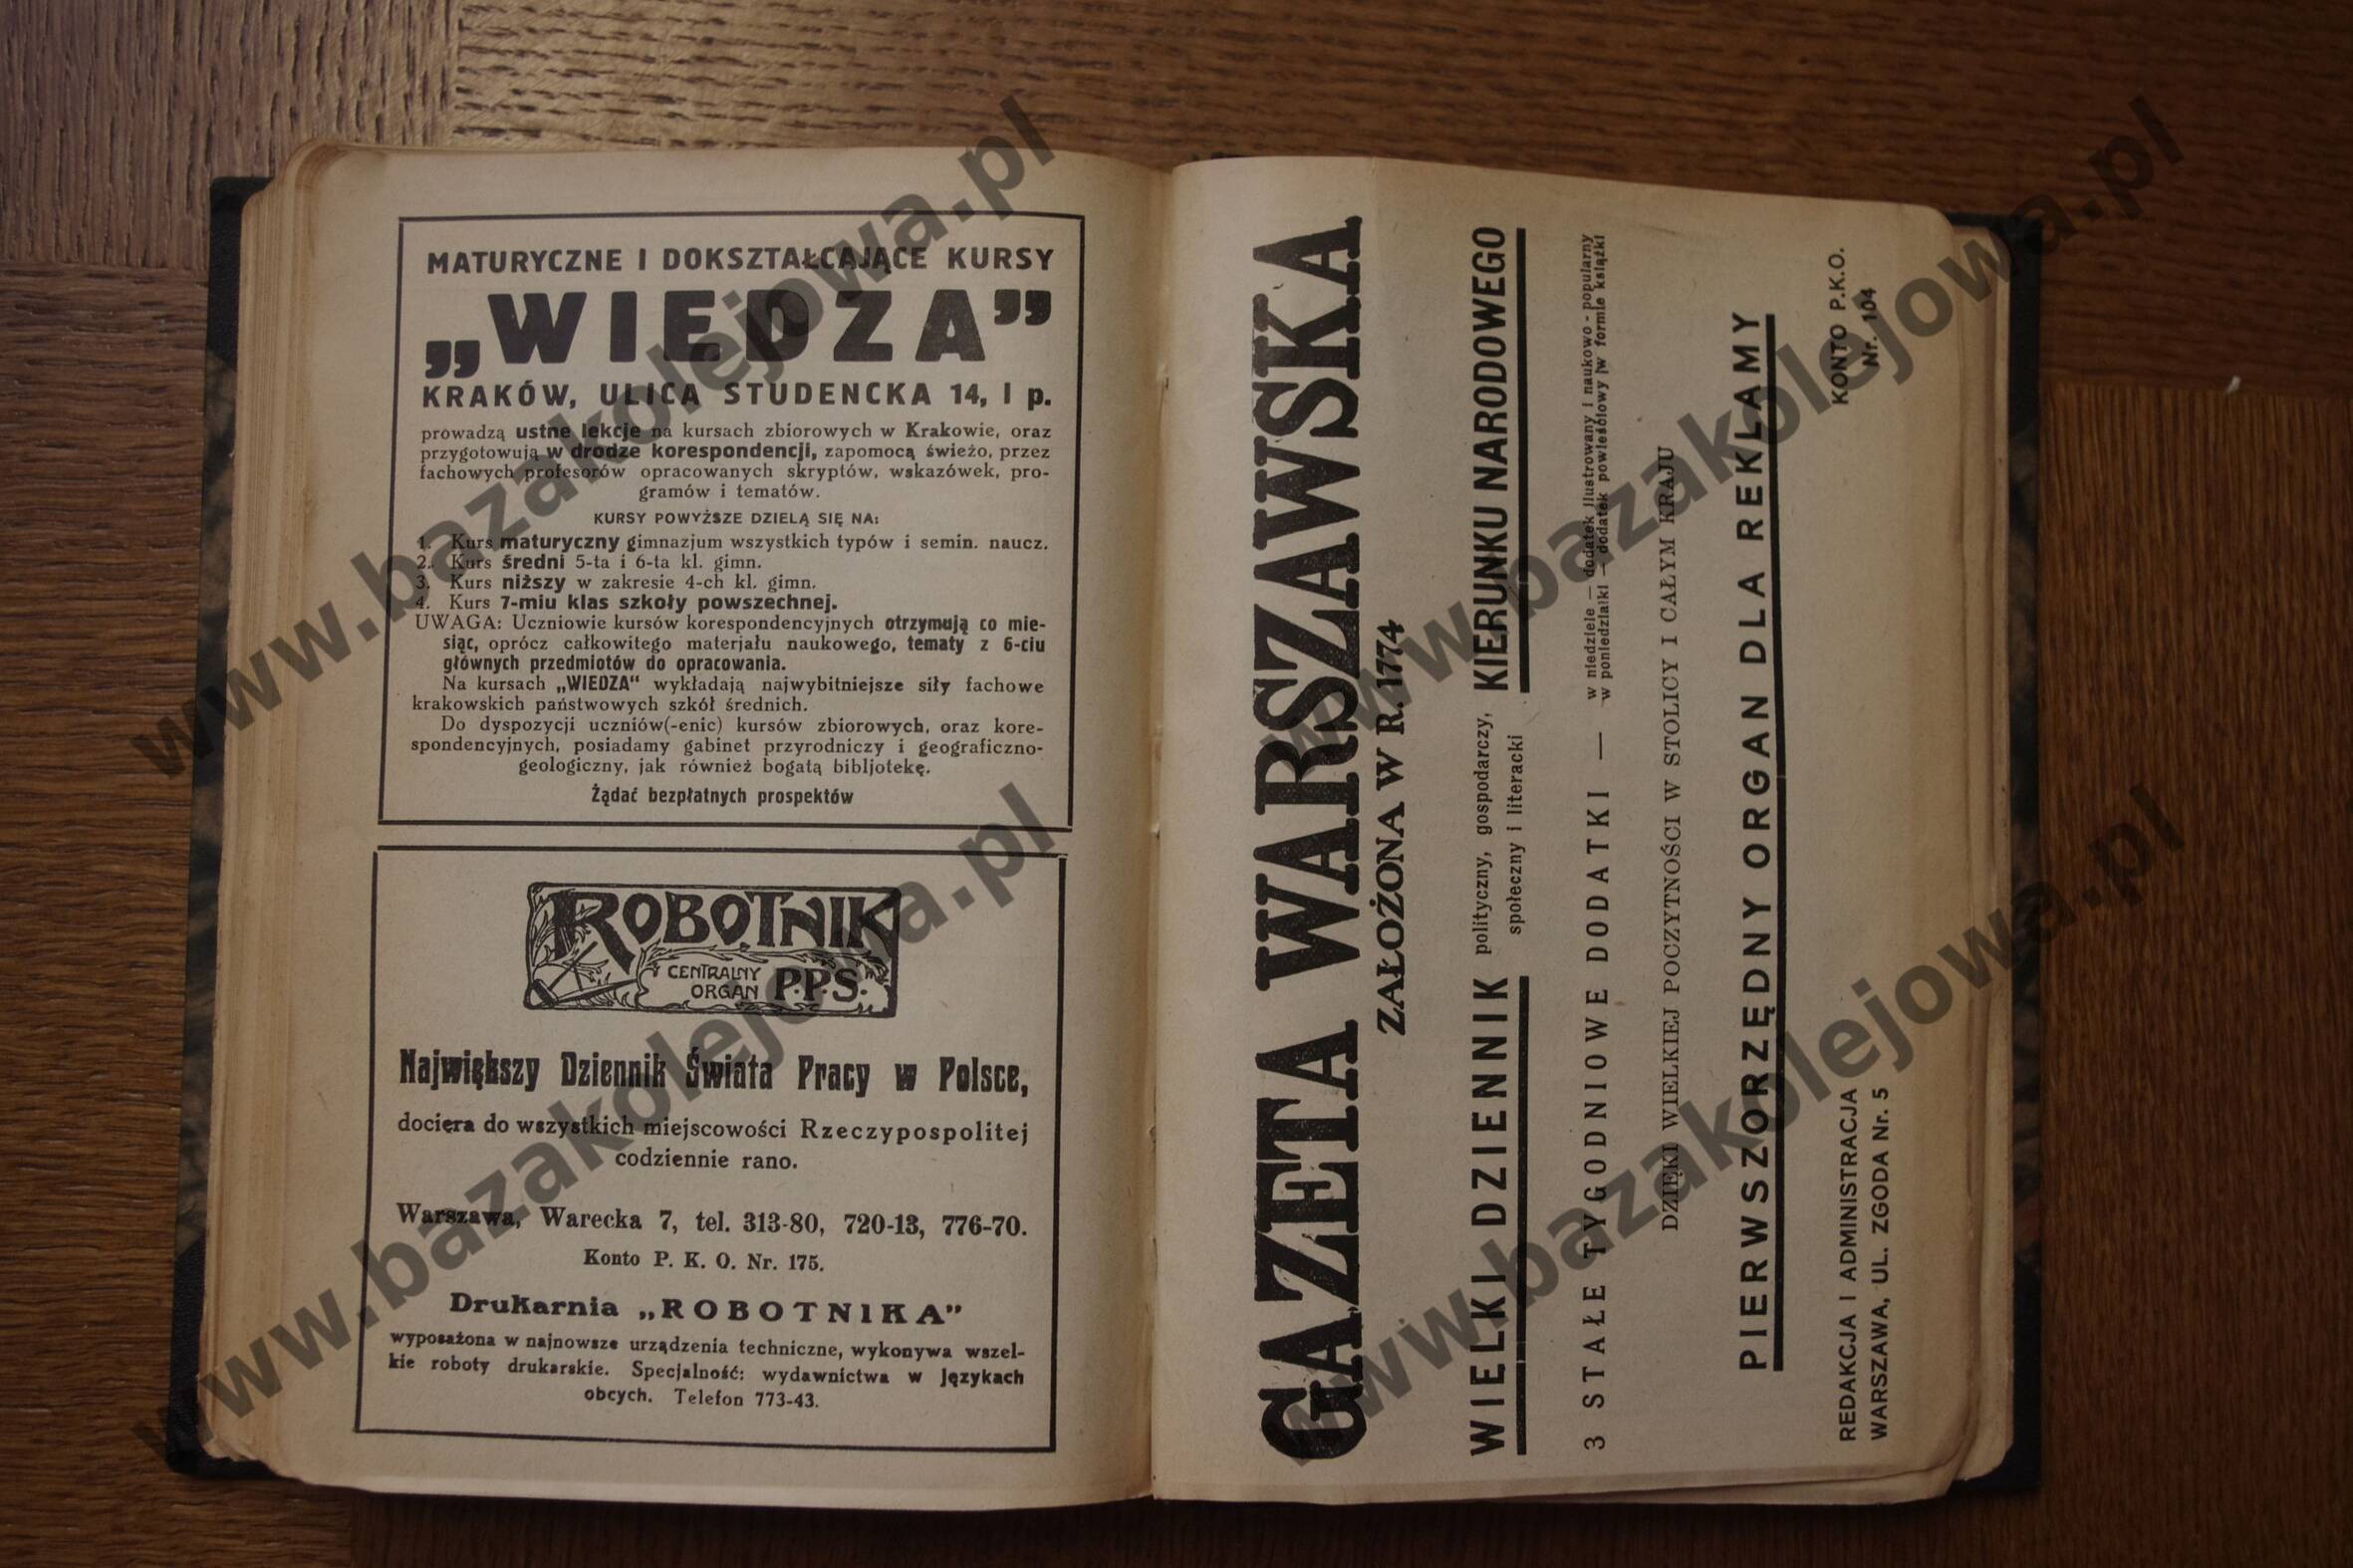 MATURYCZNE I DOKSZTAŁCAJĄCE KURSY
„WIEDZA”
KRAKÓW, ULICA STUDENCKA 14, I p.
prowadzą ustne lekcje na kursach zbiorowych w Krakowie, oraz
przygotowują w drodze korespondencji, zapomocą świeżo, przez
fachowych profesorów opracowanych skryptów, wskazówek, pro-
gramów i tematów.
KURSY POWYŻSZE DZIELĄ SIĘ NA:
1. Kurs maturyczny gimnazjum wszystkich typów i semin. naucz.
2. Kurs średni 5-ta i 6-ta kl. gimn.
3. Kurs niższy w zakresie 4-ch kl. gimn.
4. Kurs 7-miu klas szkoły powszechnej.
UWAGA: Uczniowie kursów korespondencyjnych otrzymują co mie-
siąc, oprócz całkowitego materjału naukowego, tematy z 6-ciu
głównych przedmiotów do opracowania.
Na kursach „WIEDZA“ wykładają najwybitniejsze siły fachowe
krakowskich państwowych szkół średnich.
Do dyspozycji uczniów(-enic) kursów zbiorowych, oraz kore-
spondencyjnych, posiadamy gabinet przyrodniczy i geograficzno-
geologiczny, jak również bogatą bibljotekę.
Żądać bezpłatnych prospektów
ROBOTNIK
CENTRALNY
ORGAN P.P.S.
Największy Dziennik Świata Pracy w Polsce,
dociera do wszystkich miejscowości Rzeczypospolitej
codziennie rano.
Warszawa, Warecka 7, tel. 313-80, 720-13, 776-70.
Konto P. K. O. Nr. 175.
Drukarnia „ROBOTNIKA”
wyposażona w najnowsze urządzenia techniczne, wykonywa wszel-
kie roboty drukarskie. Specjalność: wydawnictwa w językach
obcych. Telefon 773-43.
GAZETA WARSZAWSKA
ZAŁOŻONA W R. 1774
WIELKI DZIENNIK polityczny, gospodarczy, KIERUNKU NARODOWEGO
społeczny i literacki
3 STAŁE TYGODNIOWE DODATKI — w niedziele — dodatek ilustrowany i naukowo - popularny
w poniedziałki — dodatek powieściowy w formie książki
DZIĘKI WIELKIEJ POCZYTNOŚCI W STOLICY I CAŁYM KRAJU
PIERWSZORZĘDNY ORGAN DLA REKLAMY
REDAKCJA I ADMINISTRACJA
WARSZAWA, UL. ZGODA Nr. 5
KONTO P.K.O.
Nr. 104
www.bazakolejowa.pl
www.bazakolejowa.pl
www.bazakolejowa.pl
www.bazakolejowa.pl